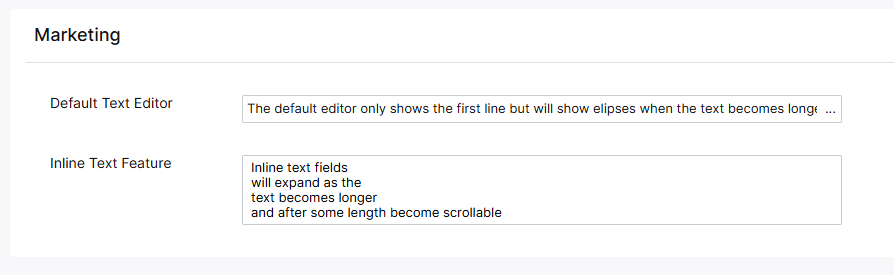 Marketing
Default Text Editor
The default editor only shows the first line but will show elipses when the text becomes longe ...
Inline Text Feature
Inline text fields
will expand as the
text becomes longer
and after some length become scrollable